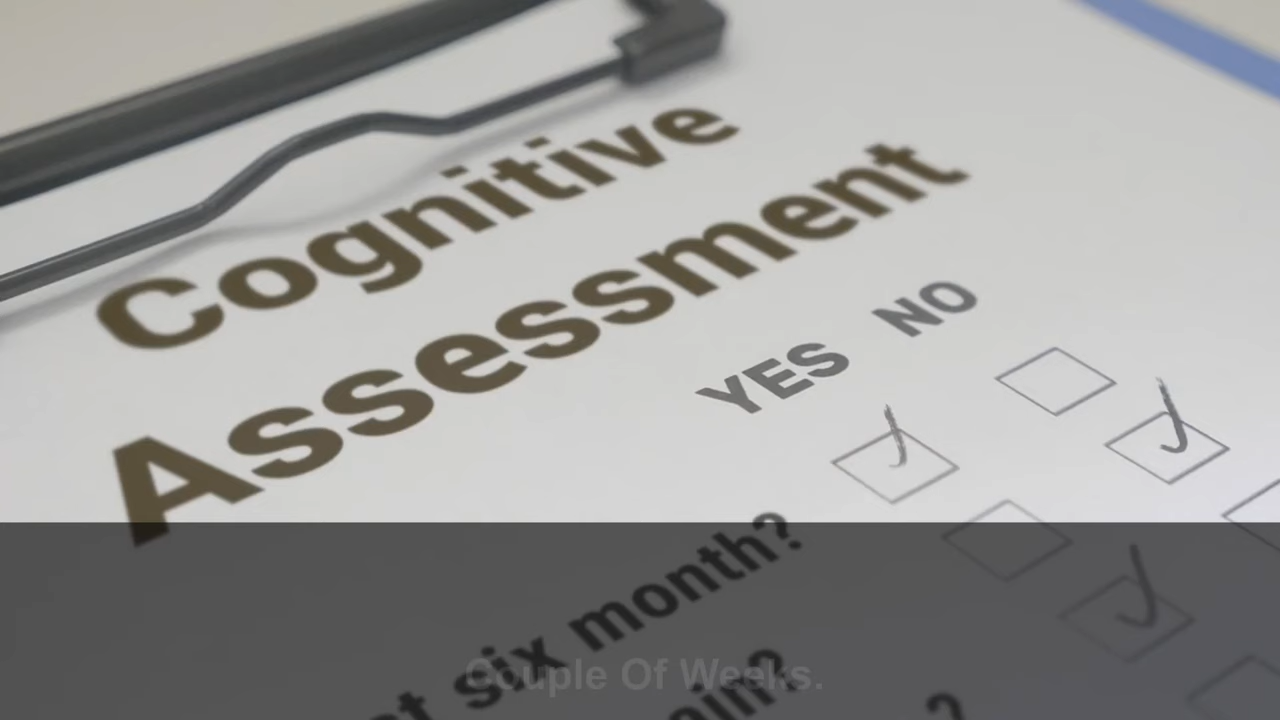 Cognitive
Assessment
YES NO
six month?
?
Couple Of Weeks.